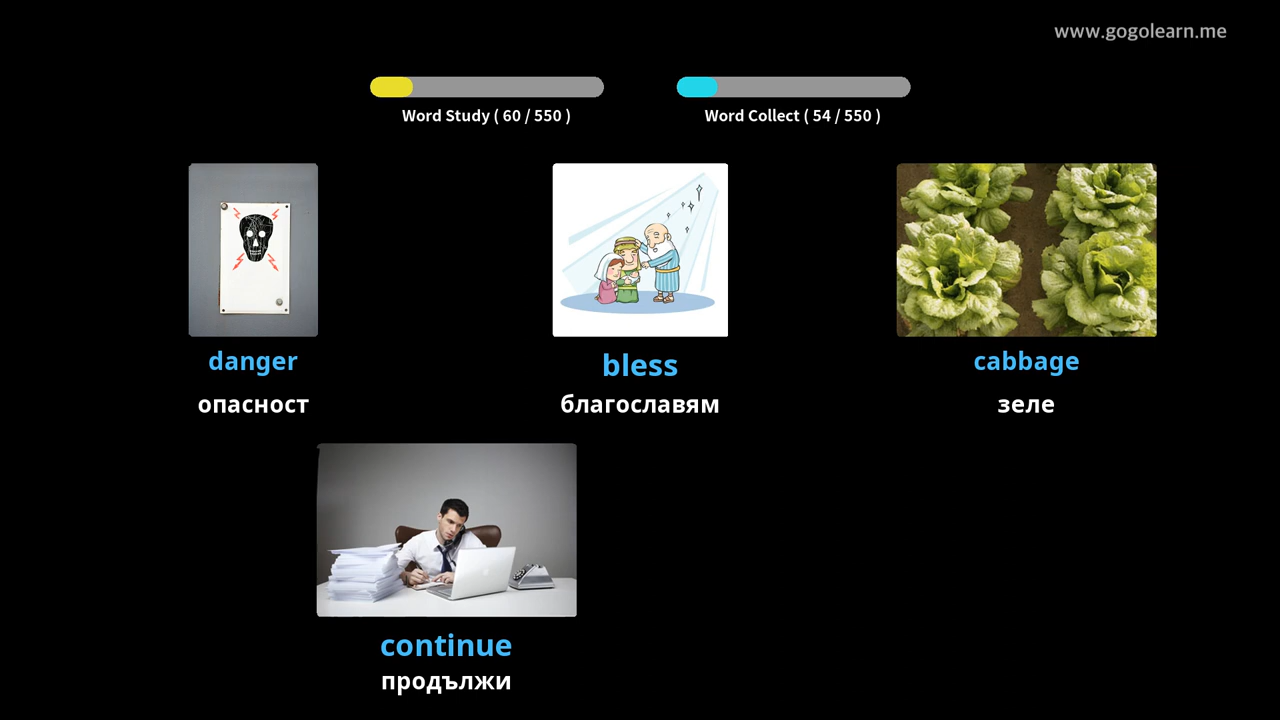 www.gogolearn.me
Word Study ( 60 / 550 )
Word Collect ( 54 / 550 )
danger
bless
cabbage
опасност
благославям
зеле
continue
продължи